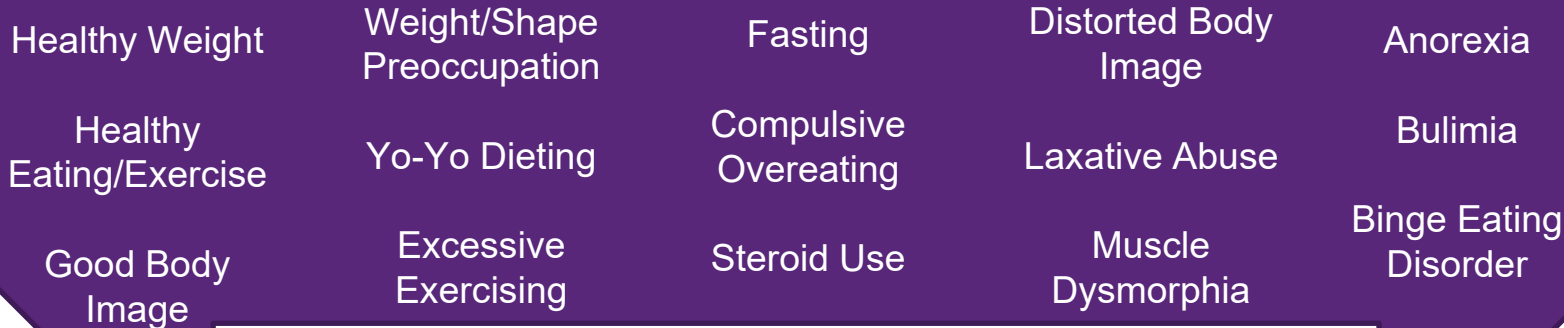 Healthy Weight
Healthy
Eating/Exercise
Good Body
Image
Weight/Shape
Preoccupation
Yo-Yo Dieting
Excessive
Exercising
Fasting
Compulsive
Overeating
Steroid Use
Distorted Body
Image
Laxative Abuse
Muscle
Dysmorphia
Anorexia
Bulimia
Binge Eating
Disorder